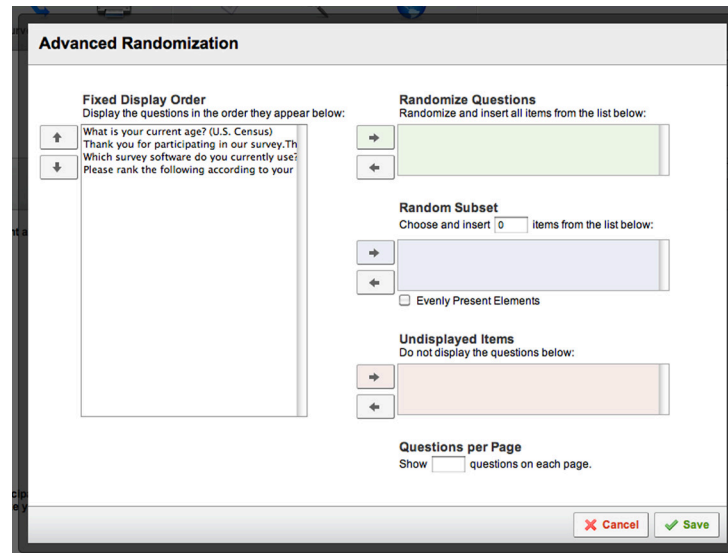 Advanced Randomization
Fixed Display Order
Display the questions in the order they appear below:
What is your current age? (U.S. Census)
Thank you for participating in our survey.Th
Which survey software do you currently use?
Please rank the following according to your
Randomize Questions
Randomize and insert all items from the list below:
Random Subset
Choose and insert 0 items from the list below:
Evenly Present Elements
Undisplayed Items
Do not display the questions below:
Questions per Page
Show questions on each page.
Cancel
Save